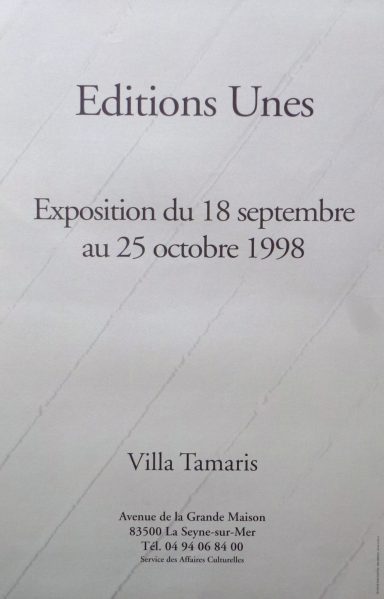 Editions Unes
Exposition du 18 septembre
au 25 octobre 1998
Villa Tamaris
Avenue de la Grande Maison
83500 La Seyne-sur-Mer
Tél. 04 94 06 84 00
Service des Affaires Culturelles